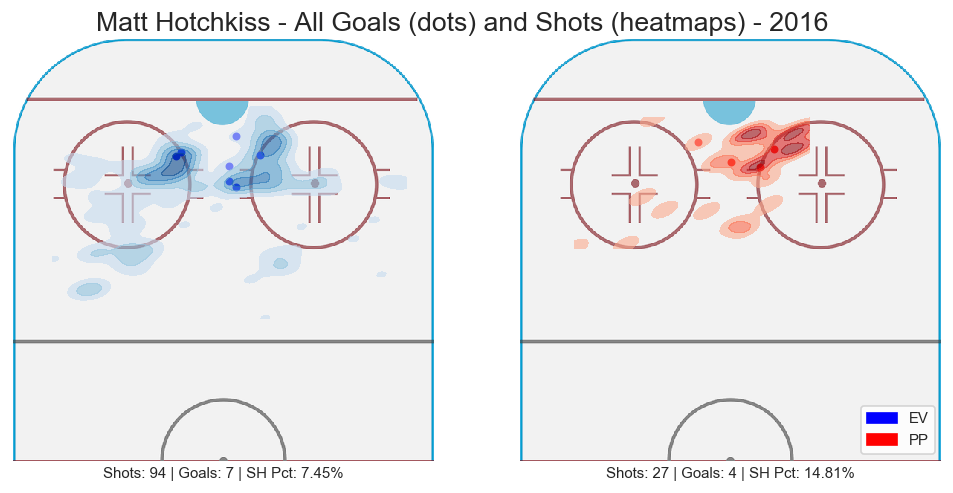 Matt Hotchkiss - All Goals (dots) and Shots (heatmaps) - 2016
EV
PP
Shots: 94 | Goals: 7 | SH Pct: 7.45%
Shots: 27 | Goals: 4 | SH Pct: 14.81%